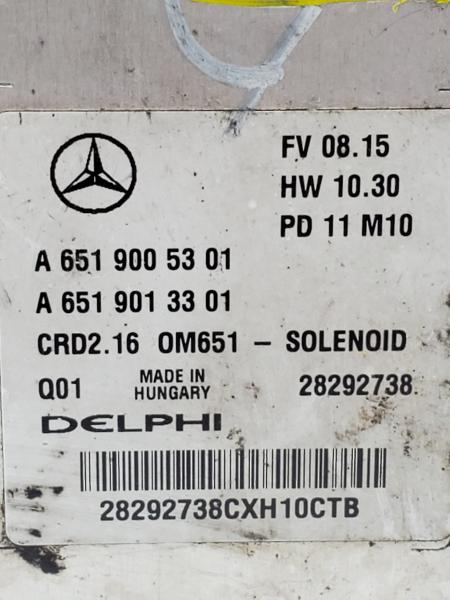 FV 08.15
HW 10.30
PD 11 M10
A 651 900 53 01
A 651 901 33 01
CRD2.16 OM651 – SOLENOID
Q01 MADE IN HUNGARY 28292738
DELPHI
28292738CXH10CTB